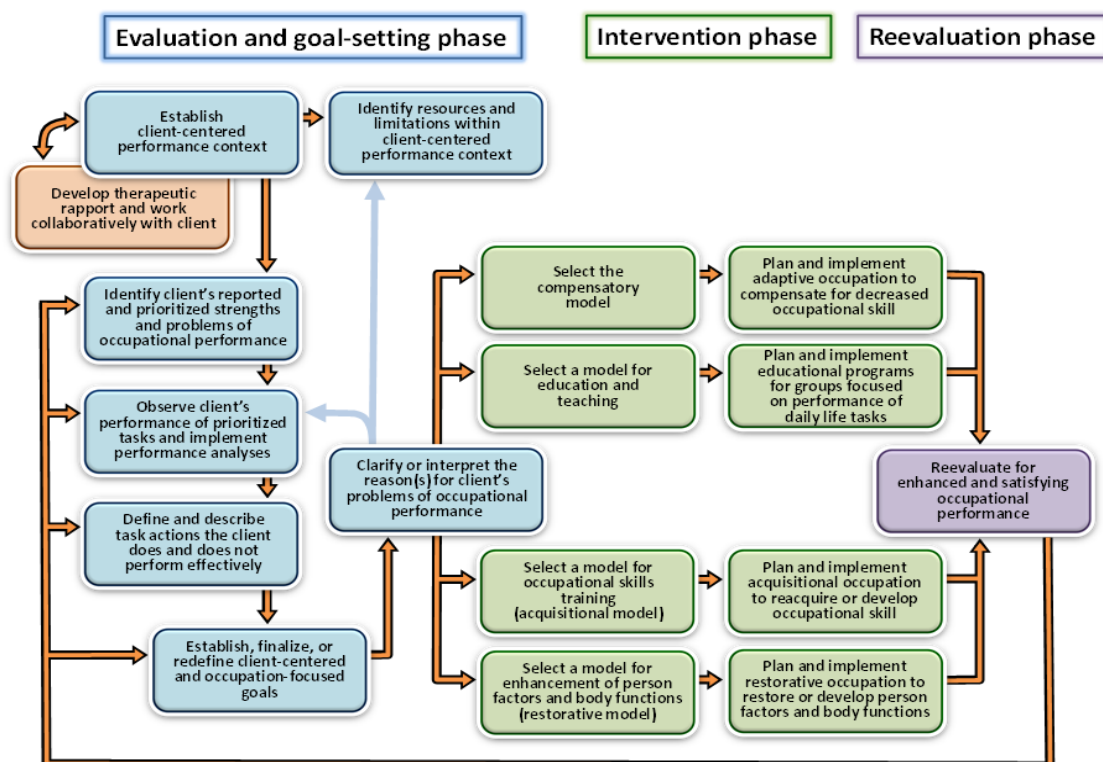 Evaluation and goal-setting phase
Intervention phase
Reevaluation phase
Establish
client-centered
performance context
Identify resources and
limitations within
client-centered
performance context
Develop therapeutic
rapport and work
collaboratively with client
Identify client's reported
and prioritized strengths
and problems of
occupational performance
Observe client's
performance of prioritized
tasks and implement
performance analyses
Define and describe
task actions the client
does and does not
perform effectively
Establish, finalize, or
redefine client-centered
and occupation-focused
goals
Clarify or interpret the
reason(s) for client's
problems of occupational
performance
Select the
compensatory
model
Plan and implement
adaptive occupation to
compensate for decreased
occupational skill
Select a model for
education and
teaching
Plan and implement
educational programs
for groups focused
on performance of
daily life tasks
Select a model for
occupational skills
training
(acquisitional model)
Plan and implement
acquisitional occupation
to reacquire or develop
occupational skill
Select a model for
enhancement of person
factors and body functions
(restorative model)
Plan and implement
restorative occupation to
restore or develop person
factors and body functions
Reevaluate for
enhanced and satisfying
occupational
performance